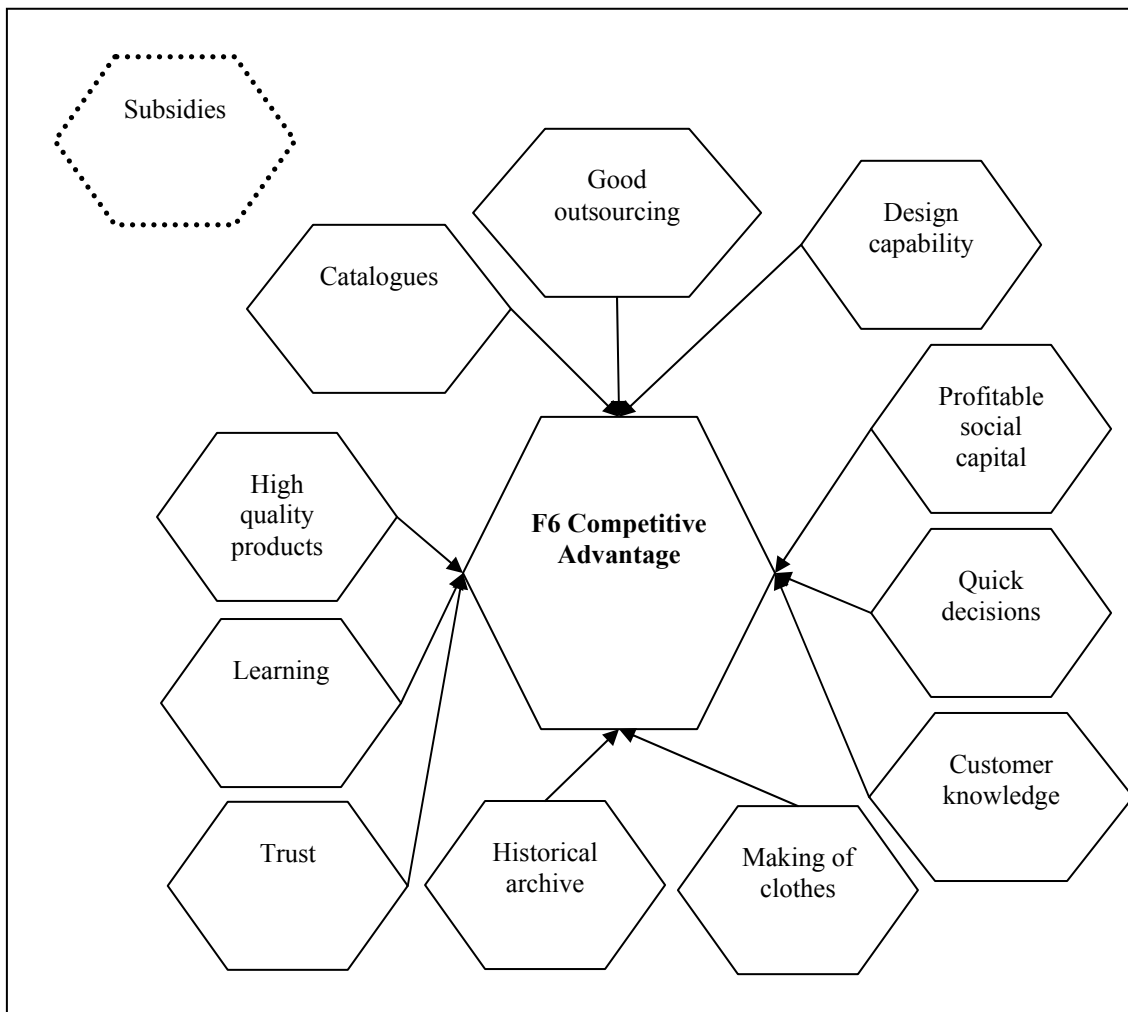 Subsidies
Good
outsourcing
Design
capability
Catalogues
Profitable
social
capital
High
quality
products
F6 Competitive
Advantage
Quick
decisions
Learning
Customer
knowledge
Trust
Historical
archive
Making of
clothes